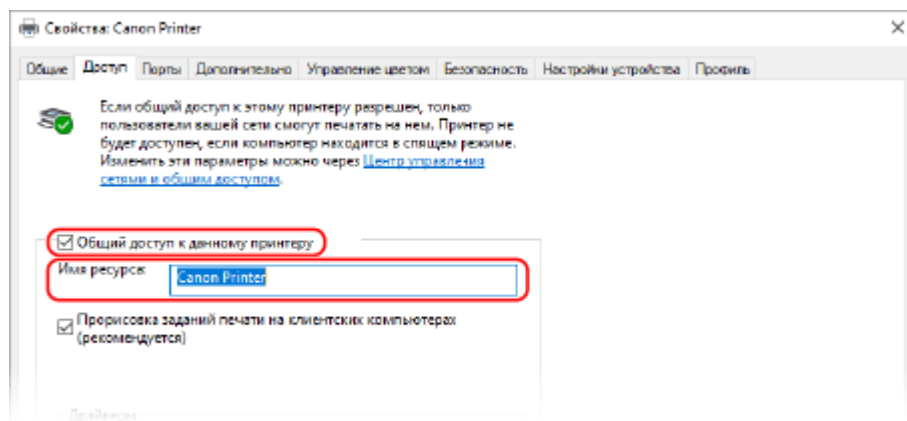 Свойства: Canon Printer
Общие Доступ Порты Дополнительно Управление цветом Безопасность Настройки устройства Профиль
Если общий доступ к этому принтеру разрешен, только
пользователи вашей сети смогут печатать на нем. Принтер не
будет доступен, если компьютер находится в спящем режиме.
Изменить эти параметры можно через Центр управления
сетями и общим доступом.
Общий доступ к данному принтеру
Имя ресурса:
Canon Printer
Прорисовка заданий печати на клиентских компьютерах
(рекомендуется)
Драйверы